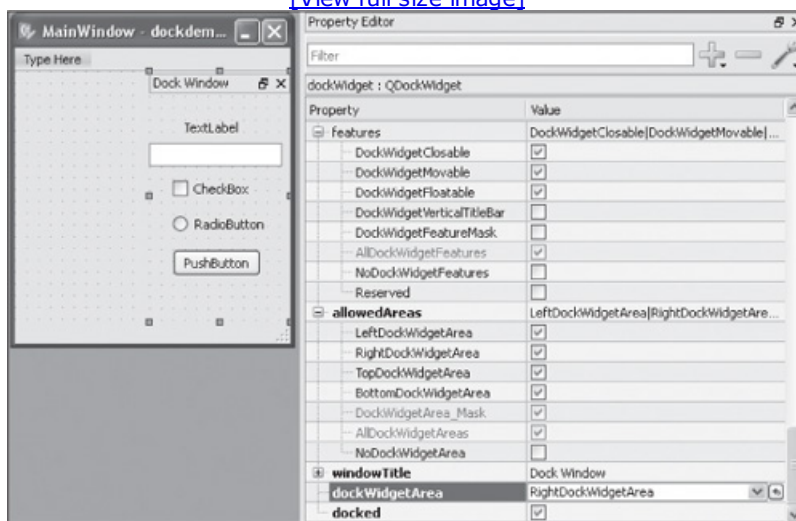 [View full size image]
MainWindow - dockdem...
Type Here
Dock Window
TextLabel
CheckBox
RadioButton
PushButton
Property Editor
Filter
dockWidget : QDockWidget
Property Value
features DockWidgetClosable|DockWidgetMovable|...
DockWidgetClosable
DockWidgetMovable
DockWidgetFloatable
DockWidgetVerticalTitleBar
DockWidgetFeatureMask
AllDockWidgetFeatures
NoDockWidgetFeatures
Reserved
allowedAreas LeftDockWidgetArea|RightDockWidgetAre...
LeftDockWidgetArea
RightDockWidgetArea
TopDockWidgetArea
BottomDockWidgetArea
DockWidgetArea_Mask
AllDockWidgetAreas
NoDockWidgetArea
windowTitle Dock Window
dockWidgetArea RightDockWidgetArea
docked